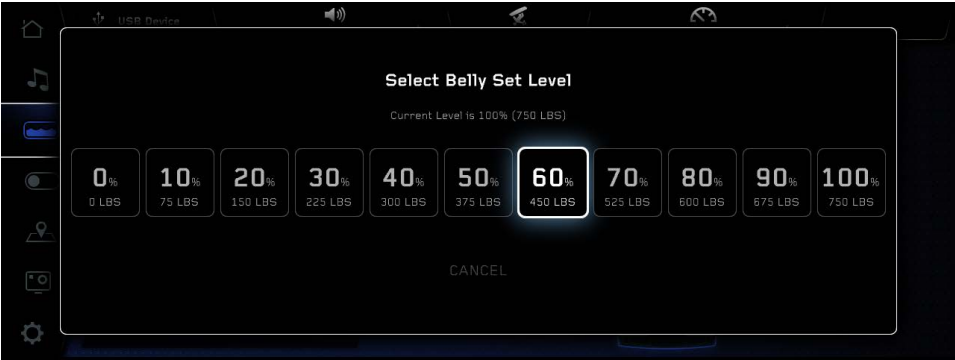 USB Device
Select Belly Set Level
Current Level is 100% (750 LBS)
0% 10% 20% 30% 40% 50% 60% 70% 80% 90% 100%
0 LBS 75 LBS 150 LBS 225 LBS 300 LBS 375 LBS 450 LBS 525 LBS 600 LBS 675 LBS 750 LBS
CANCEL